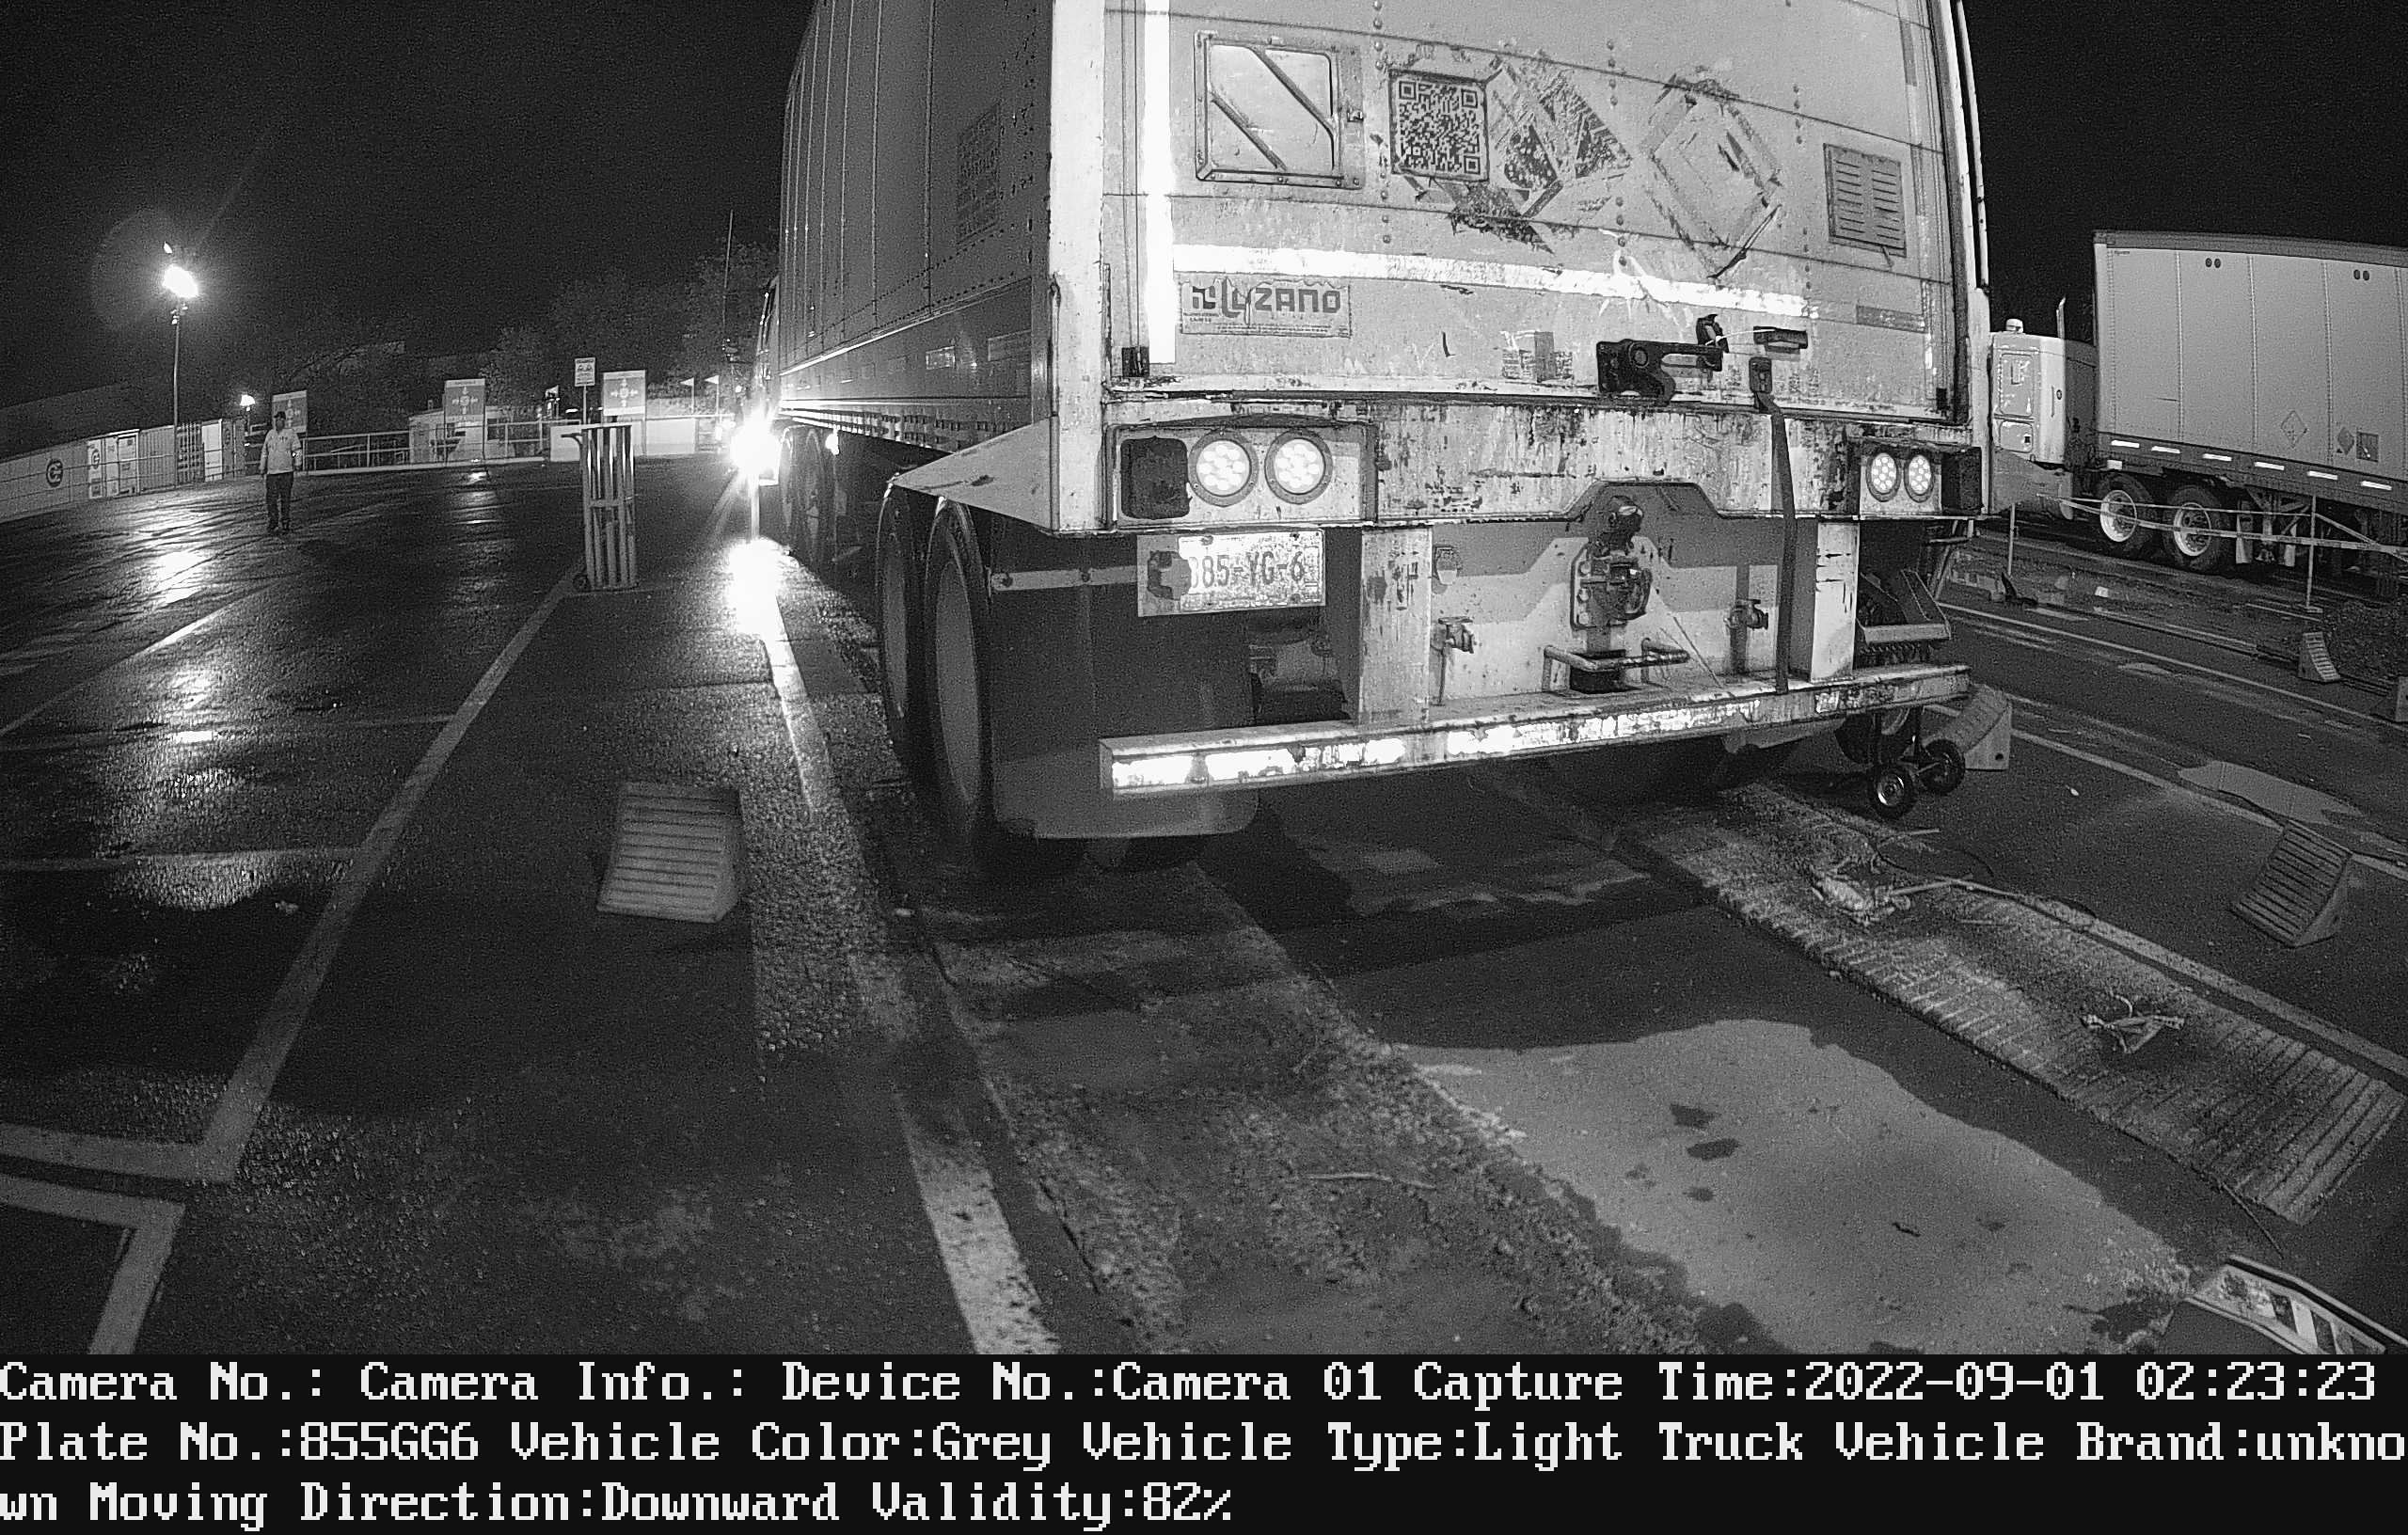 LOZANO
885-YG-6
Camera No.: Camera Info.: Device No.:Camera 01 Capture Time:2022-09-01 02:23:23
Plate No.:855GG6 Vehicle Color:Grey Vehicle Type:Light Truck Vehicle Brand:unkno
wn Moving Direction:Downward Validity:82%